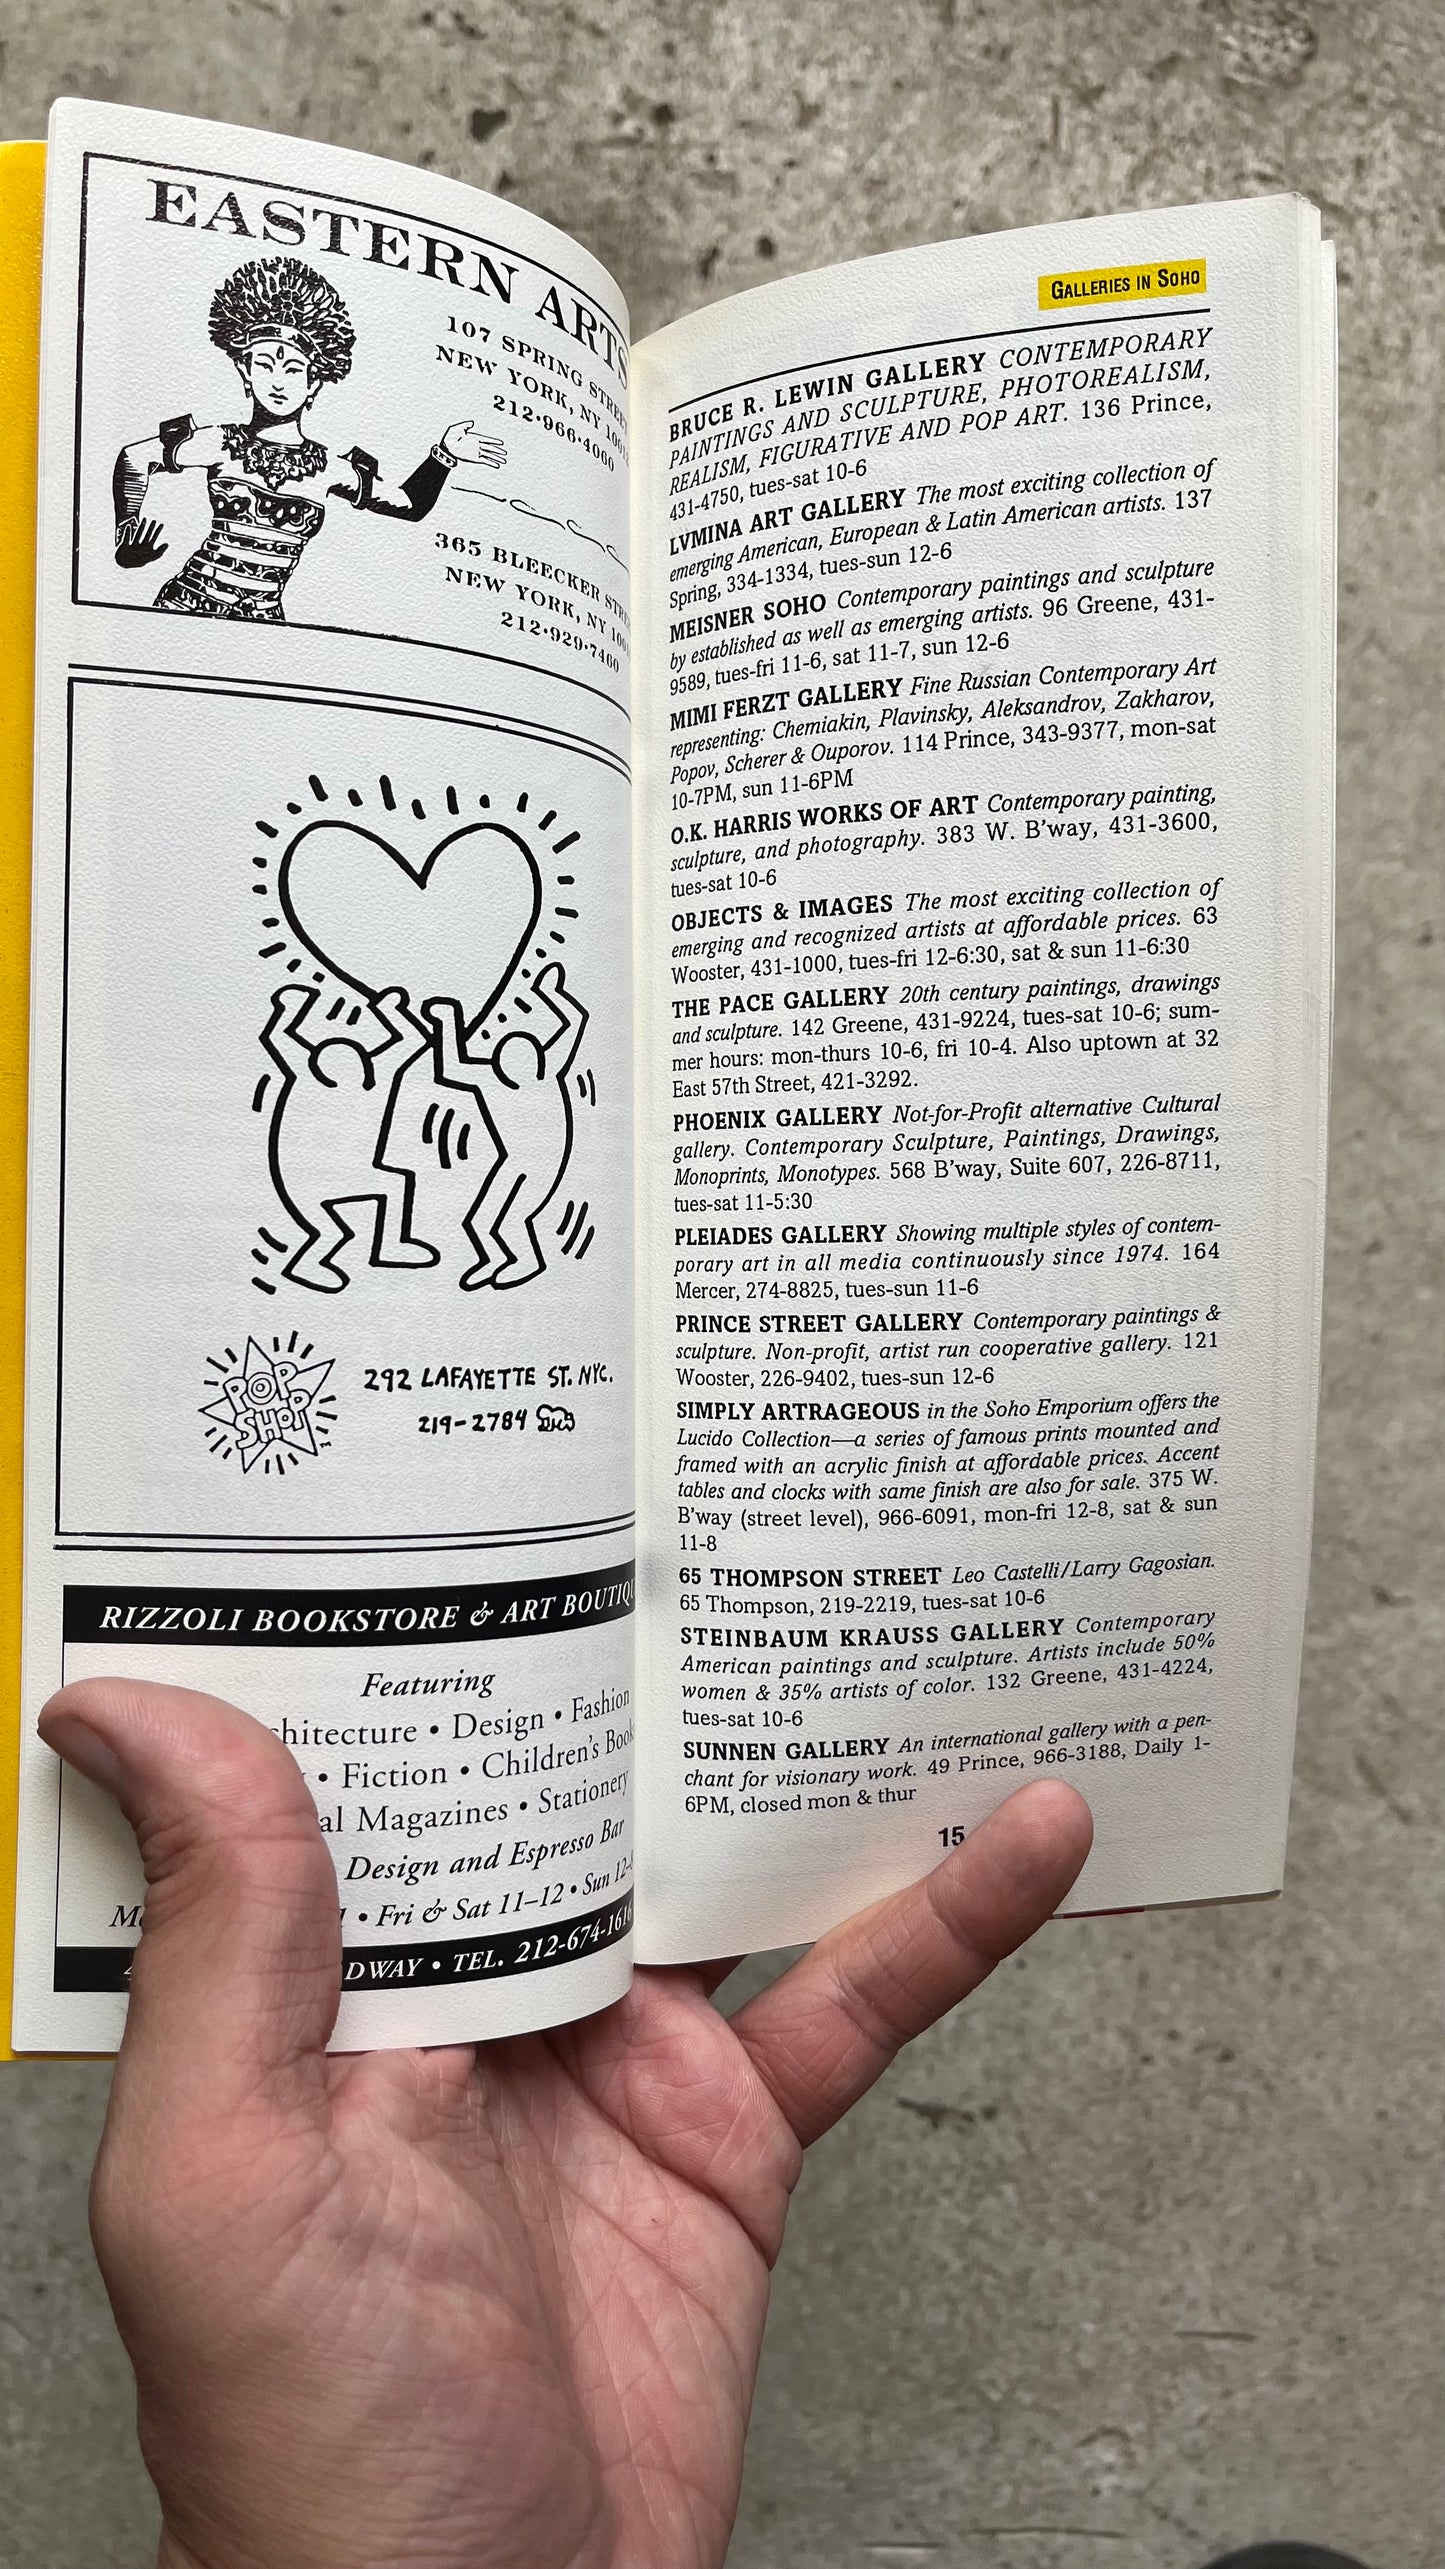 EASTERN ARTS
107 SPRING STREET
NEW YORK, NY
212•966•4060
365 BLEECKER
NEW YORK, NY
212•929•7460
POP
SHOP
292 LAFAYETTE ST. NYC.
219-2784
RIZZOLI BOOKSTORE & ART
Featuring
• Design • Fashion
• Fiction • Children's
Magazines • Stationery
Design and Espresso Bar
• Fri & Sat 11–12 • Sun
• TEL. 212-674-1616
GALLERIES IN SOHO
BRUCE R. LEWIN GALLERY CONTEMPORARY
PAINTINGS AND SCULPTURE, PHOTOREALISM,
REALISM, FIGURATIVE AND POP ART. 136 Prince,
431-4750, tues-sat 10-6
LVMINA ART GALLERY The most exciting collection of
emerging American, European & Latin American artists. 137
Spring, 334-1334, tues-sun 12-6
MEISNER SOHO Contemporary paintings and sculpture
by established as well as emerging artists. 96 Greene, 431-
9589, tues-fri 11-6, sat 11-7, sun 12-6
MIMI FERZT GALLERY Fine Russian Contemporary Art
representing: Chemiakin, Plavinsky, Aleksandrov, Zakharov,
Popov, Scherer & Ouporov. 114 Prince, 343-9377, mon-sat
10-7PM, sun 11-6PM
O.K. HARRIS WORKS OF ART Contemporary painting,
sculpture, and photography. 383 W. B'way, 431-3600,
tues-sat 10-6
OBJECTS & IMAGES The most exciting collection of
emerging and recognized artists at affordable prices. 63
Wooster, 431-1000, tues-fri 12-6:30, sat & sun 11-6:30
THE PACE GALLERY 20th century paintings, drawings
and sculpture. 142 Greene, 431-9224, tues-sat 10-6; sum-
mer hours: mon-thurs 10-6, fri 10-4. Also uptown at 32
East 57th Street, 421-3292.
PHOENIX GALLERY Not-for-Profit alternative Cultural
gallery. Contemporary Sculpture, Paintings, Drawings,
Monoprints, Monotypes. 568 B'way, Suite 607, 226-8711,
tues-sat 11-5:30
PLEIADES GALLERY Showing multiple styles of contem-
porary art in all media continuously since 1974. 164
Mercer, 274-8825, tues-sun 11-6
PRINCE STREET GALLERY Contemporary paintings &
sculpture. Non-profit, artist run cooperative gallery. 121
Wooster, 226-9402, tues-sun 12-6
SIMPLY ARTRAGEOUS in the Soho Emporium offers the
Lucido Collection—a series of famous prints mounted and
framed with an acrylic finish at affordable prices. Accent
tables and clocks with same finish are also for sale. 375 W.
B'way (street level), 966-6091, mon-fri 12-8, sat & sun
11-8
65 THOMPSON STREET Leo Castelli/Larry Gagosian.
65 Thompson, 219-2219, tues-sat 10-6
STEINBAUM KRAUSS GALLERY Contemporary
American paintings and sculpture. Artists include 50%
women & 35% artists of color. 132 Greene, 431-4224,
tues-sat 10-6
SUNNEN GALLERY An international gallery with a pen-
chant for visionary work. 49 Prince, 966-3188, Daily 1-
6PM, closed mon & thur
15